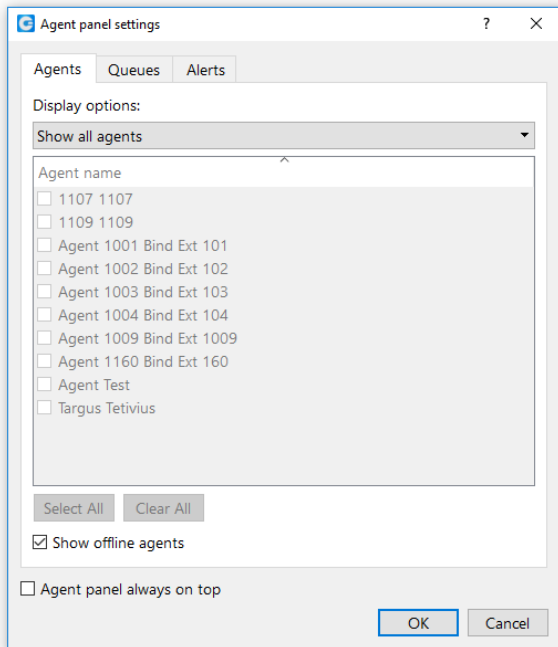 Agent panel settings
Agents Queues Alerts
Display options:
Show all agents
Agent name
1107 1107
1109 1109
Agent 1001 Bind Ext 101
Agent 1002 Bind Ext 102
Agent 1003 Bind Ext 103
Agent 1004 Bind Ext 104
Agent 1009 Bind Ext 1009
Agent 1160 Bind Ext 160
Agent Test
Targus Tetivius
Select All Clear All
Show offline agents
Agent panel always on top
OK Cancel